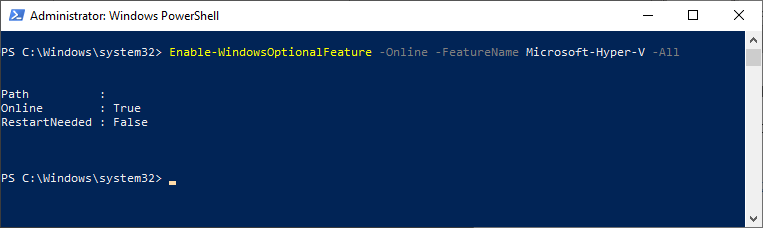 Administrator: Windows PowerShell
PS C:\Windows\system32> Enable-WindowsOptionalFeature -Online -FeatureName Microsoft-Hyper-V -All
Path          :
Online        : True
RestartNeeded : False
PS C:\Windows\system32>